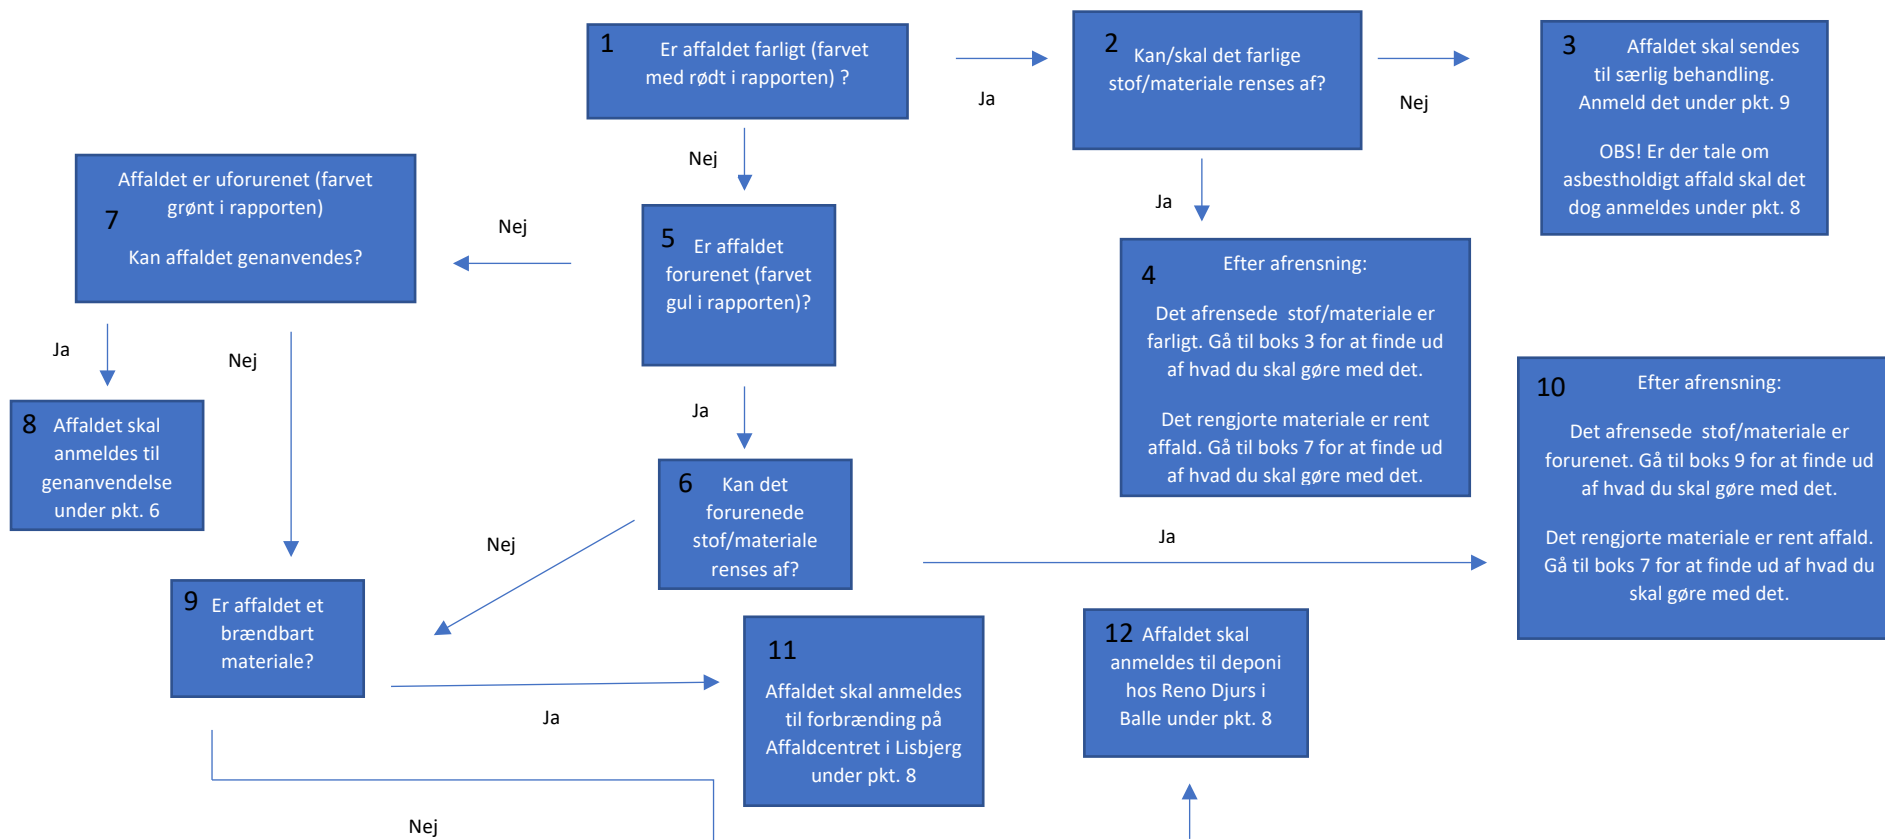 1 Er affaldet farligt (farvet
med rødt i rapporten) ?
Ja
Nej
2 Kan/skal det farlige
stof/materiale renses af?
Nej
Ja
3 Affaldet skal sendes
til særlig behandling.
Anmeld det under pkt. 9
OBS! Er der tale om
asbestholdigt affald skal det
dog anmeldes under pkt. 8
4 Efter afrensning:
Det afrensede stof/materiale er
farligt. Gå til boks 3 for at finde ud
af hvad du skal gøre med det.
Det rengjorte materiale er rent
affald. Gå til boks 7 for at finde ud
af hvad du skal gøre med det.
5 Er affaldet
forurenet (farvet
gul i rapporten)?
Nej
Ja
6 Kan det
forurenede
stof/materiale
renses af?
Nej
Ja
Affaldet er uforurenet (farvet
grønt i rapporten)
7
Kan affaldet genanvendes?
Ja
Nej
8 Affaldet skal
anmeldes til
genanvendelse
under pkt. 6
9 Er affaldet et
brændbart
materiale?
Ja
Nej
10 Efter afrensning:
Det afrensede stof/materiale er
forurenet. Gå til boks 9 for at finde ud
af hvad du skal gøre med det.
Det rengjorte materiale er rent affald.
Gå til boks 7 for at finde ud af hvad du
skal gøre med det.
11
Affaldet skal anmeldes
til forbrænding på
Affaldcentret i Lisbjerg
under pkt. 8
12 Affaldet skal
anmeldes til deponi
hos Reno Djurs i
Balle under pkt. 8